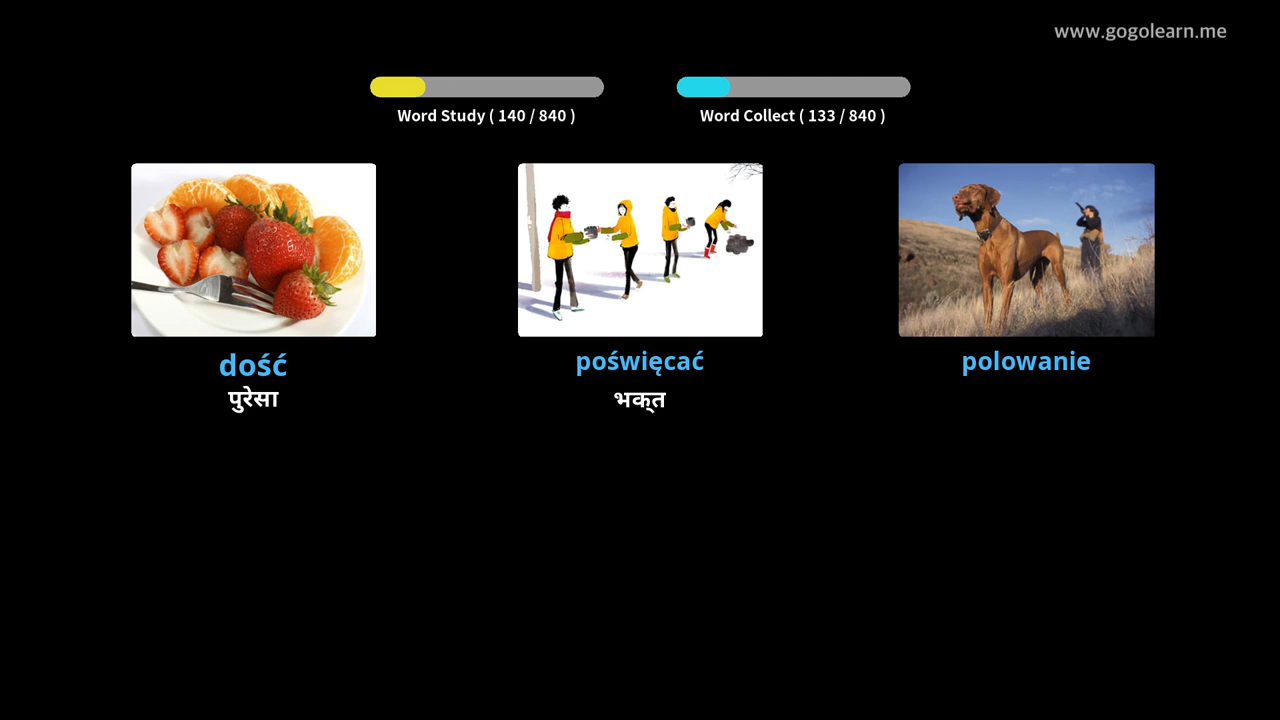 www.gogolearn.me
Word Study ( 140 / 840 )
Word Collect ( 133 / 840 )
dość
पुरेसा
poświęcać
भक्त
polowanie